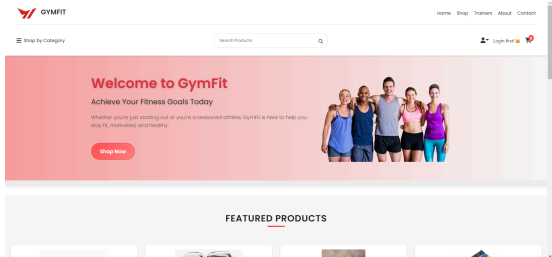 GYMFIT
Home Shop Trainers About Contact
Shop by Category
Search Products
Login first!
Welcome to GymFit
Achieve Your Fitness Goals Today
Whether you're just starting out or you're a seasoned athlete, GymFit is here to help you
stay fit, motivated, and healthy.
Shop Now
FEATURED PRODUCTS